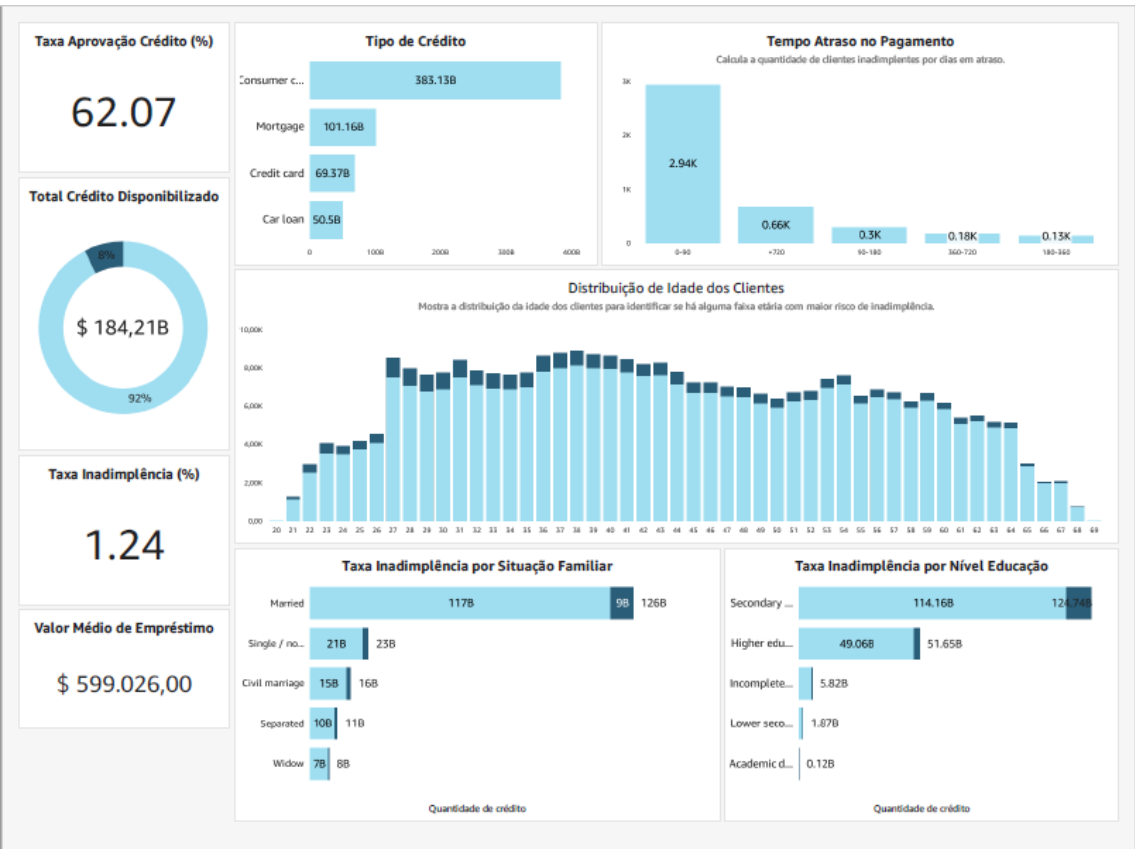 Taxa Aprovação Crédito (%)
62.07
Total Crédito Disponibilizado
8%
$ 184,21B
92%
Taxa Inadimplência (%)
1.24
Valor Médio de Empréstimo
$ 599.026,00
Tipo de Crédito
Consumer c... 383.13B
Mortgage 101.16B
Credit card 69.37B
Car loan 50.5B
0 100B 200B 300B 400B
Tempo Atraso no Pagamento
Calcula a quantidade de clientes inadimplentes por dias em atraso.
3K
2K
1K
0
2.94K 0.66K 0.3K 0.18K 0.13K
0-90 +720 90-180 360-720 180-360
Distribuição de Idade dos Clientes
Mostra a distribuição da idade dos clientes para identificar se há alguma faixa etária com maior risco de inadimplência.
10,00K
8,00K
6,00K
4,00K
2,00K
0,00
20 21 22 23 24 25 26 27 28 29 30 31 32 33 34 35 36 37 38 39 40 41 42 43 44 45 46 47 48 49 50 51 52 53 54 55 56 57 58 59 60 61 62 63 64 65 66 67 68 69
Taxa Inadimplência por Situação Familiar
Married 117B 9B 126B
Single / no... 21B 23B
Civil marriage 15B 16B
Separated 10B 11B
Widow 7B 8B
Quantidade de crédito
Taxa Inadimplência por Nível Educação
Secondary ... 114.16B 124.74B
Higher edu... 49.06B 51.65B
Incomplete... 5.82B
Lower seco... 1.87B
Academic d... 0.12B
Quantidade de crédito